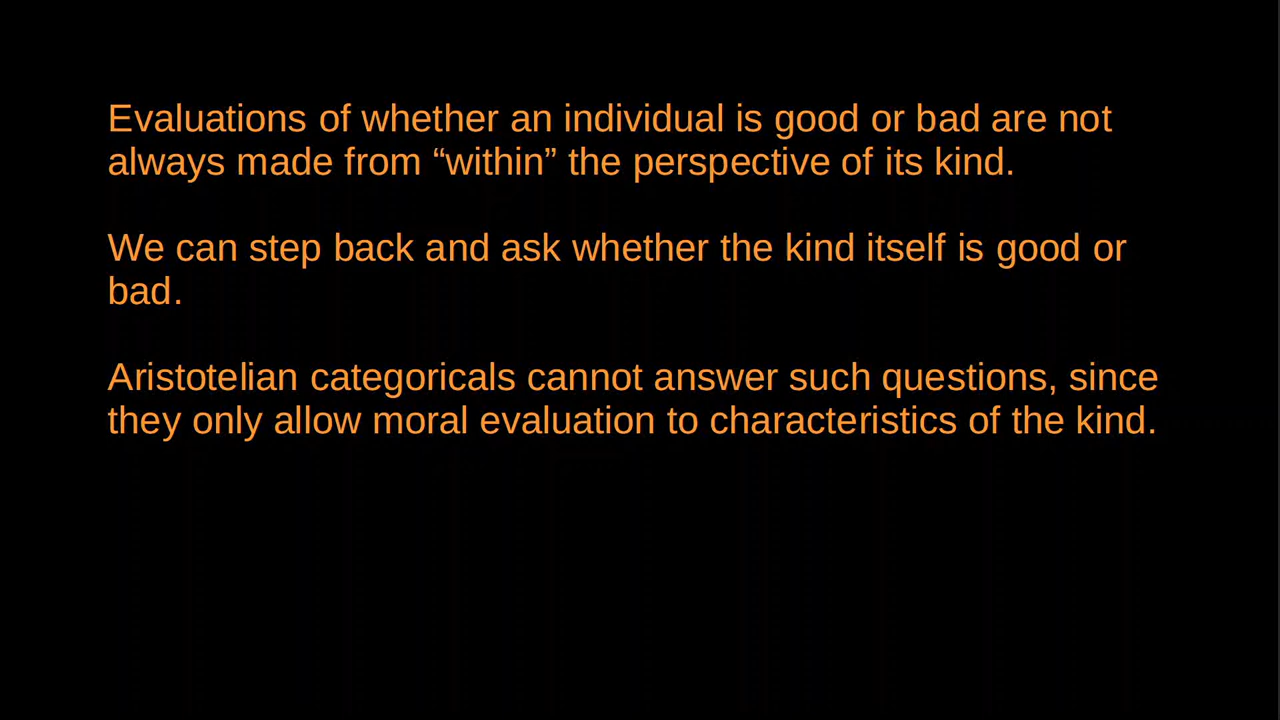 Evaluations of whether an individual is good or bad are not
always made from “within” the perspective of its kind.
We can step back and ask whether the kind itself is good or
bad.
Aristotelian categoricals cannot answer such questions, since
they only allow moral evaluation to characteristics of the kind.